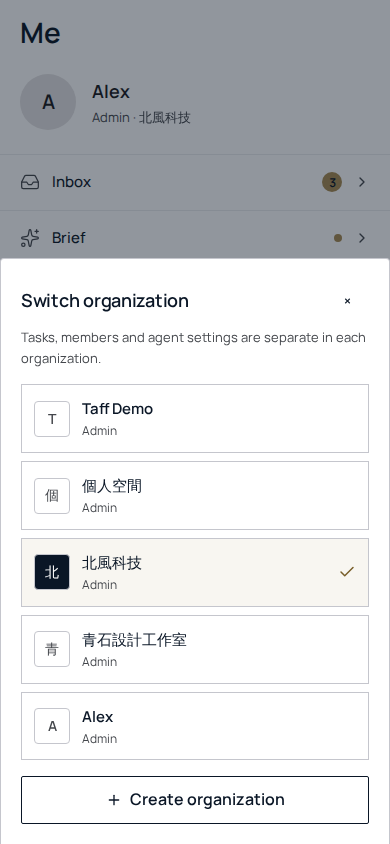 Me
A
Alex
Admin · 北風科技
Inbox
3
Brief
Switch organization
Tasks, members and agent settings are separate in each
organization.
T
Taff Demo
Admin
個
個人空間
Admin
北
北風科技
Admin
青
青石設計工作室
Admin
A
Alex
Admin
+ Create organization